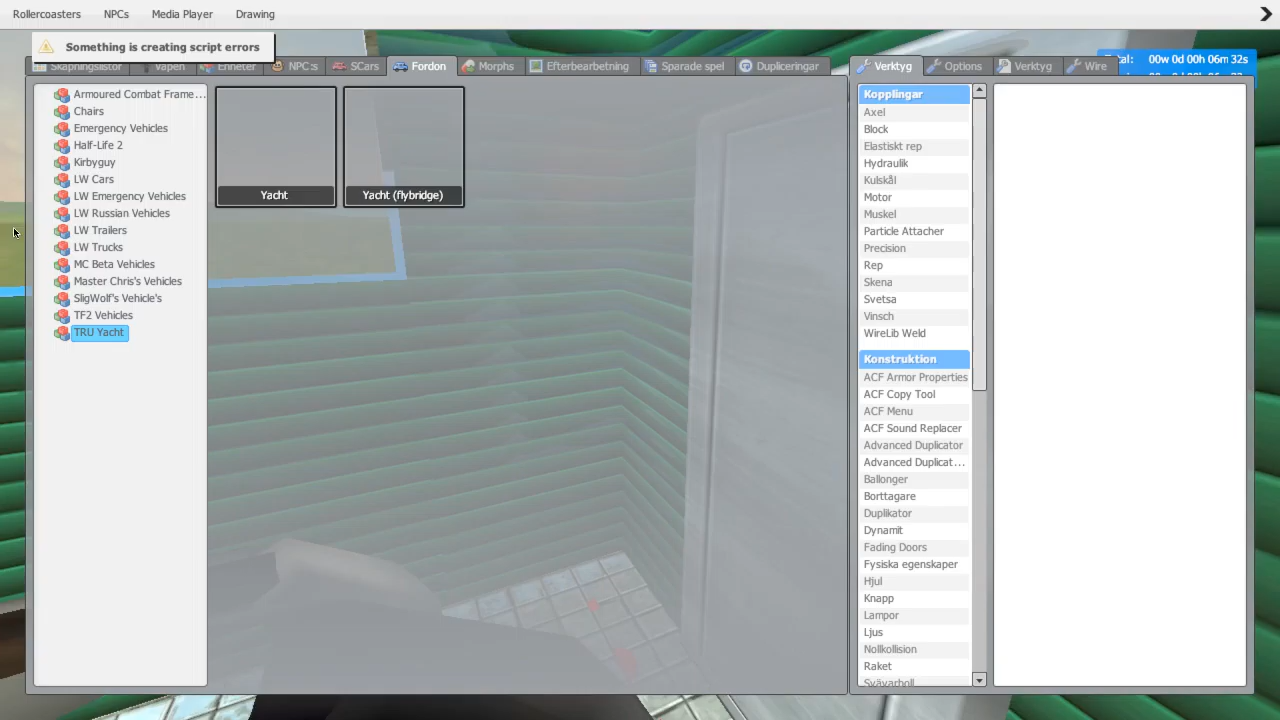 Rollercoasters NPCs Media Player Drawing
Something is creating script errors
00w 0d 00h 06m 32s
Skapningslistor Vapen Enheter NPC:s SCars Fordon Morphs Efterbearbetning Sparade spel Dupliceringar
Verktyg Options Verktyg Wire
Armoured Combat Frame...
Chairs
Emergency Vehicles
Half-Life 2
Kirbyguy
LW Cars
LW Emergency Vehicles
LW Russian Vehicles
LW Trailers
LW Trucks
MC Beta Vehicles
Master Chris's Vehicles
SligWolf's Vehicle's
TF2 Vehicles
TRU Yacht
Yacht
Yacht (flybridge)
Kopplingar
Axel
Block
Elastiskt rep
Hydraulik
Kulskål
Motor
Muskel
Particle Attacher
Precision
Rep
Skena
Svetsa
Vinsch
WireLib Weld
Konstruktion
ACF Armor Properties
ACF Copy Tool
ACF Menu
ACF Sound Replacer
Advanced Duplicator
Advanced Duplicat...
Ballonger
Borttagare
Duplikator
Dynamit
Fading Doors
Fysiska egenskaper
Hjul
Knapp
Lampor
Ljus
Nollkollision
Raket